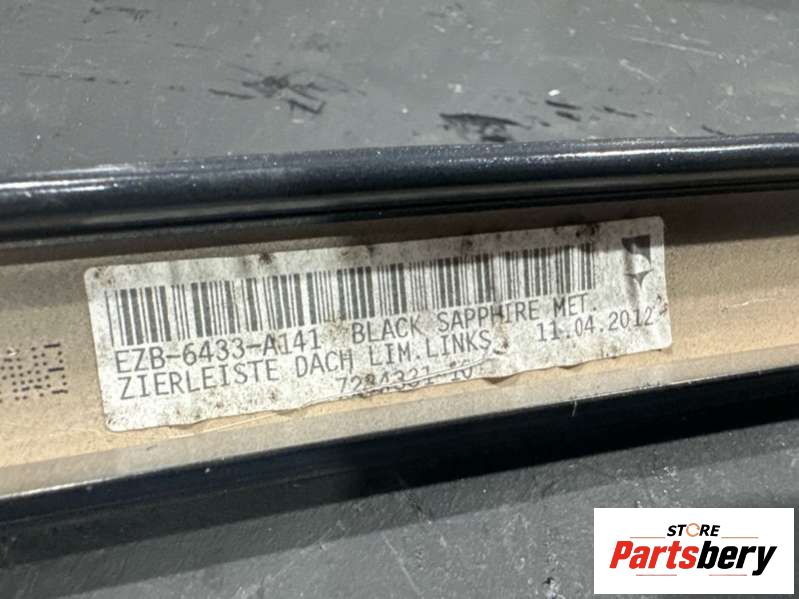 EZB-6433-A141 BLACK SAPPHIRE MET.
ZIERLEISTE DACH LIM.LINKS 11.04.2012
STORE
Partsbery